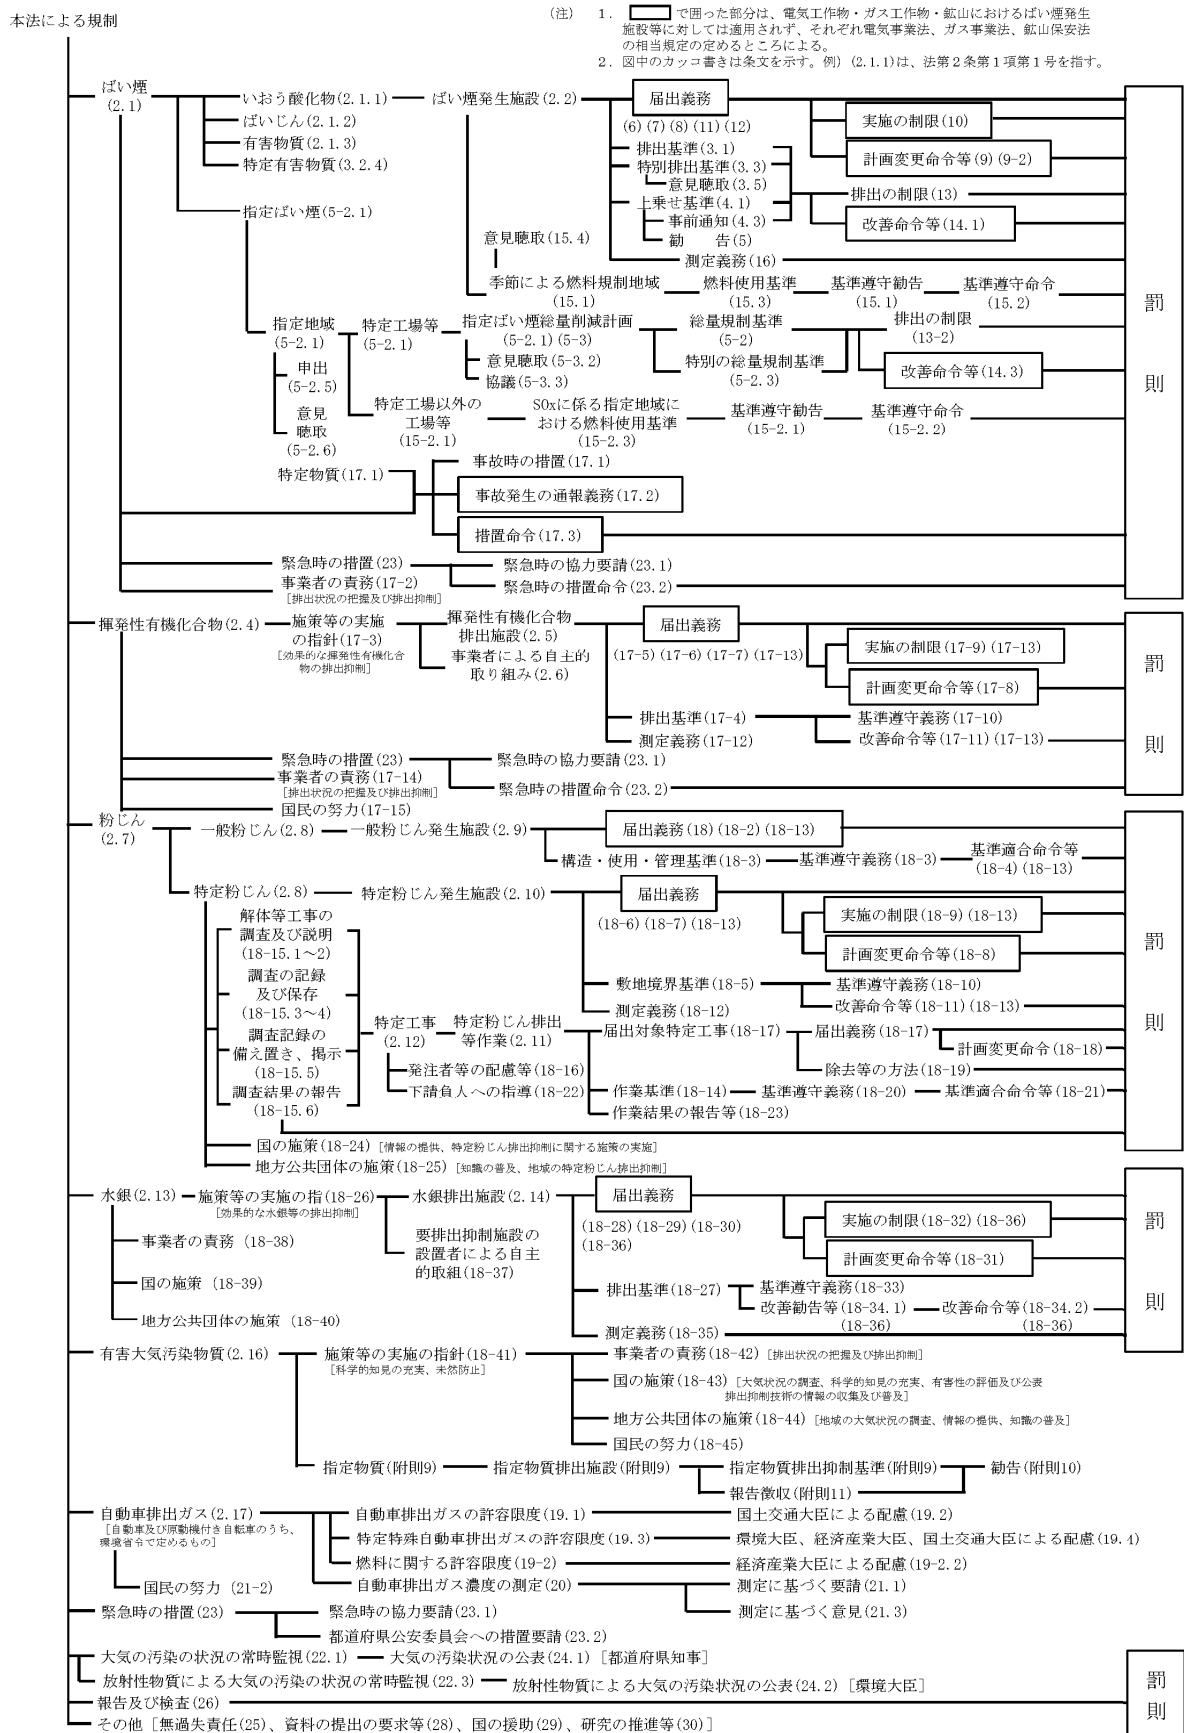 本法による規制
(注) 1. で囲った部分は、電気工作物・ガス工作物・鉱山におけるばい煙発生
施設等に対しては適用されず、それぞれ電気事業法、ガス事業法、鉱山保安法
の相当規定の定めるところによる。
2. 図中のカッコ書きは条文を示す。例）(2.1.1)は、法第2条第1項第1号を指す。
ばい煙
(2.1)
いおう酸化物(2.1.1)
ばいじん(2.1.2)
有害物質(2.1.3)
特定有害物質(3.2.4)
指定ばい煙(5-2.1)
ばい煙発生施設(2.2)
届出義務
(6)(7)(8)(11)(12)
実施の制限(10)
計画変更命令等(9)(9-2)
排出基準(3.1)
特別排出基準(3.3)
意見聴取(3.5)
上乗せ基準(4.1)
事前通知(4.3)
勧 告(5)
排出の制限(13)
改善命令等(14.1)
測定義務(16)
意見聴取(15.4)
季節による燃料規制地域
(15.1)
燃料使用基準
(15.3)
基準遵守勧告
(15.1)
基準遵守命令
(15.2)
罰
則
指定地域
(5-2.1)
申出
(5-2.5)
意見
聴取
(5-2.6)
特定工場等
(5-2.1)
指定ばい煙総量削減計画
(5-2.1)(5-3)
意見聴取(5-3.2)
協議(5-3.3)
総量規制基準
(5-2)
特別の総量規制基準
(5-2.3)
排出の制限
(13-2)
改善命令等(14.3)
特定工場以外の
工場等
(15-2.1)
SOxに係る指定地域に
おける燃料使用基準
(15-2.3)
基準遵守勧告
(15-2.1)
基準遵守命令
(15-2.2)
特定物質(17.1)
事故時の措置(17.1)
事故発生の通報義務(17.2)
措置命令(17.3)
緊急時の措置(23)
緊急時の協力要請(23.1)
緊急時の措置命令(23.2)
事業者の責務(17-2)
[排出状況の把握及び排出抑制]
揮発性有機化合物(2.4)
施策等の実施
の指針(17-3)
[効果的な揮発性有機化合
物の排出抑制]
揮発性有機化合物
排出施設(2.5)
事業者による自主的
取り組み(2.6)
届出義務
(17-5)(17-6)(17-7)(17-13)
実施の制限(17-9)(17-13)
計画変更命令等(17-8)
排出基準(17-4)
基準遵守義務(17-10)
測定義務(17-12)
改善命令等(17-11)(17-13)
罰
則
緊急時の措置(23)
緊急時の協力要請(23.1)
事業者の責務(17-14)
[排出状況の把握及び排出抑制]
緊急時の措置命令(23.2)
国民の努力(17-15)
粉じん
(2.7)
一般粉じん(2.8)
一般粉じん発生施設(2.9)
届出義務(18)(18-2)(18-13)
構造・使用・管理基準(18-3)
基準遵守義務(18-3)
基準適合命令等
(18-4)(18-13)
特定粉じん(2.8)
特定粉じん発生施設(2.10)
届出義務
(18-6)(18-7)(18-13)
実施の制限(18-9)(18-13)
計画変更命令等(18-8)
敷地境界基準(18-5)
基準遵守義務(18-10)
測定義務(18-12)
改善命令等(18-11)(18-13)
罰
則
解体等工事の
調査及び説明
(18-15.1～2)
調査の記録
及び保存
(18-15.3～4)
調査記録の
備え置き、掲示
(18-15.5)
調査結果の報告
(18-15.6)
特定工事
(2.12)
特定粉じん排出
等作業(2.11)
発注者等の配慮等(18-16)
下請負人への指導(18-22)
届出対象特定工事(18-17)
届出義務(18-17)
計画変更命令(18-18)
除去等の方法(18-19)
作業基準(18-14)
基準遵守義務(18-20)
基準適合命令等(18-21)
作業結果の報告等(18-23)
国の施策(18-24) [情報の提供、特定粉じん排出抑制に関する施策の実施]
地方公共団体の施策(18-25) [知識の普及、地域の特定粉じん排出抑制]
水銀(2.13)
施策等の実施の指(18-26)
[効果的な水銀等の排出抑制]
水銀排出施設(2.14)
届出義務
(18-28)(18-29)(18-30)
(18-36)
実施の制限(18-32)(18-36)
計画変更命令等(18-31)
事業者の責務 (18-38)
国の施策 (18-39)
地方公共団体の施策 (18-40)
要排出抑制施設の
設置者による自主
的取組(18-37)
排出基準(18-27)
基準遵守義務(18-33)
改善勧告等(18-34.1)
(18-36)
改善命令等(18-34.2)
(18-36)
測定義務(18-35)
罰
則
有害大気汚染物質(2.16)
施策等の実施の指針(18-41)
[科学的知見の充実、未然防止]
事業者の責務(18-42) [排出状況の把握及び排出抑制]
国の施策(18-43) [大気状況の調査、科学的知見の充実、有害性の評価及び公表
排出抑制技術の情報の収集及び普及]
地方公共団体の施策(18-44) [地域の大気状況の調査、情報の提供、知識の普及]
国民の努力(18-45)
指定物質(附則9)
指定物質排出施設(附則9)
指定物質排出抑制基準(附則9)
勧告(附則10)
報告徴収(附則11)
自動車排出ガス(2.17)
[自動車及び原動機付き自転車のうち、
環境省令で定めるもの]
国民の努力 (21-2)
自動車排出ガスの許容限度(19.1)
国土交通大臣による配慮(19.2)
特定特殊自動車排出ガスの許容限度(19.3)
環境大臣、経済産業大臣、国土交通大臣による配慮(19.4)
燃料に関する許容限度(19-2)
経済産業大臣による配慮(19-2.2)
自動車排出ガス濃度の測定(20)
測定に基づく要請(21.1)
測定に基づく意見(21.3)
緊急時の措置(23)
緊急時の協力要請(23.1)
都道府県公安委員会への措置要請(23.2)
大気の汚染の状況の常時監視(22.1)
大気の汚染状況の公表(24.1) [都道府県知事]
放射性物質による大気の汚染の状況の常時監視(22.3)
放射性物質による大気の汚染状況の公表(24.2) [環境大臣]
報告及び検査(26)
その他 [無過失責任(25)、資料の提出の要求等(28)、国の援助(29)、研究の推進等(30)]
罰
則